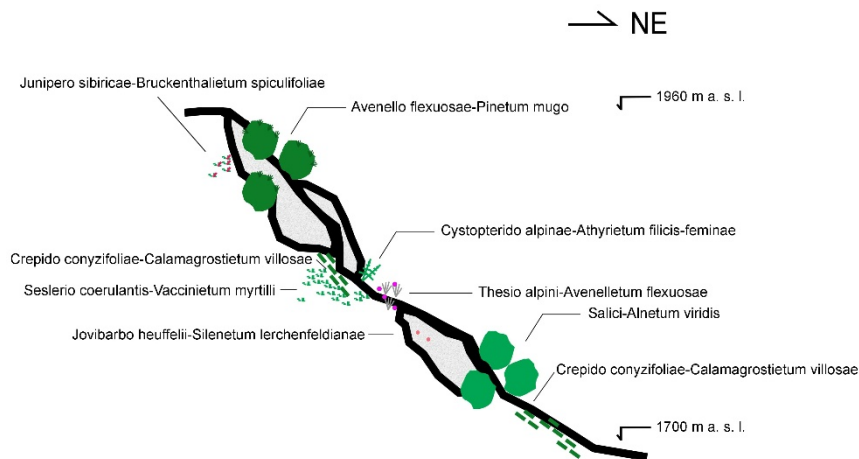 NE
Junipero sibiricae-Bruckenthalietum spiculifoliae
1960 m a. s. l.
Avenello flexuosae-Pinetum mugo
Cystopterido alpinae-Athyrietum filicis-feminae
Crepido conyzifoliae-Calamagrostietum villosae
Seslerio coerulantis-Vaccinietum myrtilli
Thesio alpini-Avenelletum flexuosae
Salici-Alnetum viridis
Jovibarbo heuffelii-Silenetum lerchenfeldianae
Crepido conyzifoliae-Calamagrostietum villosae
1700 m a. s. l.